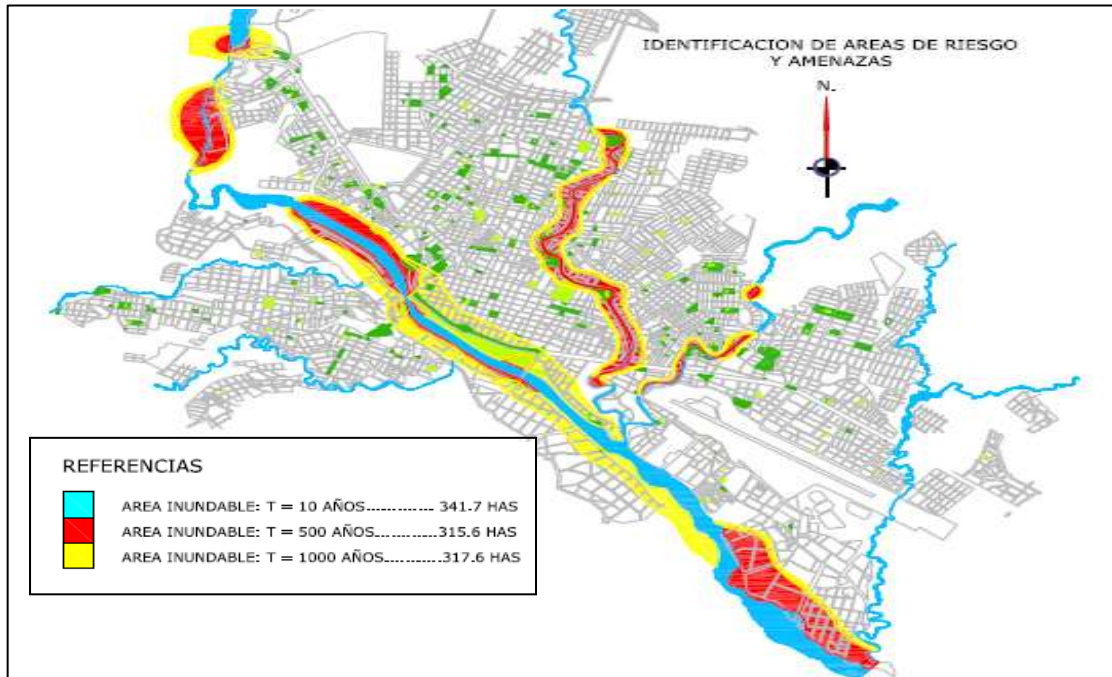 IDENTIFICACION DE AREAS DE RIESGO
Y AMENAZAS
N.
REFERENCIAS
AREA INUNDABLE: T = 10 AÑOS............. 341.7 HAS
AREA INUNDABLE: T = 500 AÑOS...........315.6 HAS
AREA INUNDABLE: T = 1000 AÑOS...........317.6 HAS